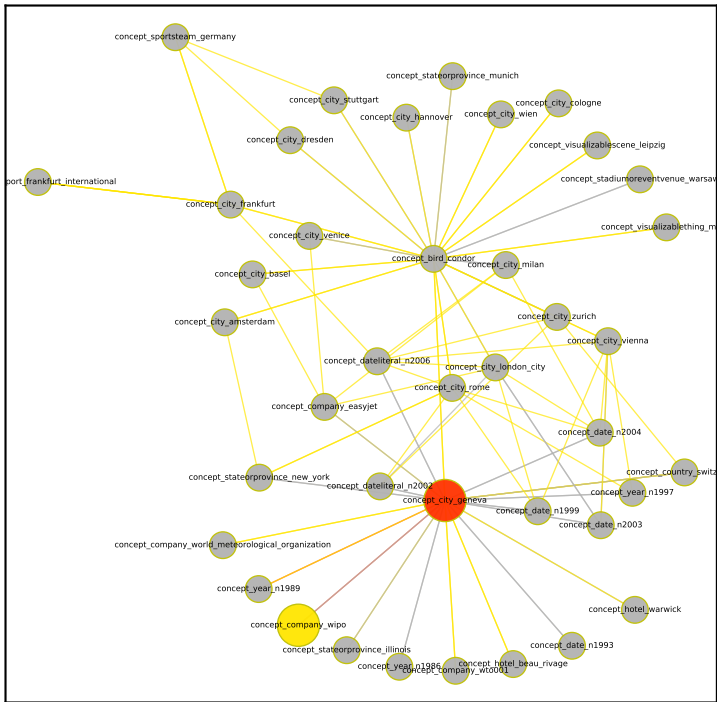 concept_sportsteam_germany
concept_stateorprovince_munich
concept_city_stuttgart
concept_city_cologne
concept_city_hannover
concept_city_wien
concept_city_dresden
concept_visualizablescene_leipzig
port_frankfurt_international
concept_stadiumoreventvenue_warsaw
concept_city_frankfurt
concept_visualizablething_m
concept_city_venice
concept_bird_condor
concept_city_milan
concept_city_basel
concept_city_zurich
concept_city_amsterdam
concept_city_vienna
concept_dateliteral_n2006
concept_city_london_city
concept_city_rome
concept_company_easyjet
concept_date_n2004
concept_stateorprovince_new_york
concept_country_switz
concept_dateliteral_n2002
concept_year_n1997
concept_city_geneva
concept_date_n1999
concept_date_n2003
concept_company_world_meteorological_organization
concept_year_n1989
concept_hotel_warwick
concept_company_wipo
concept_date_n1993
concept_stateorprovince_illinois
concept_year_n1986
concept_company_wto001
concept_hotel_beau_rivage